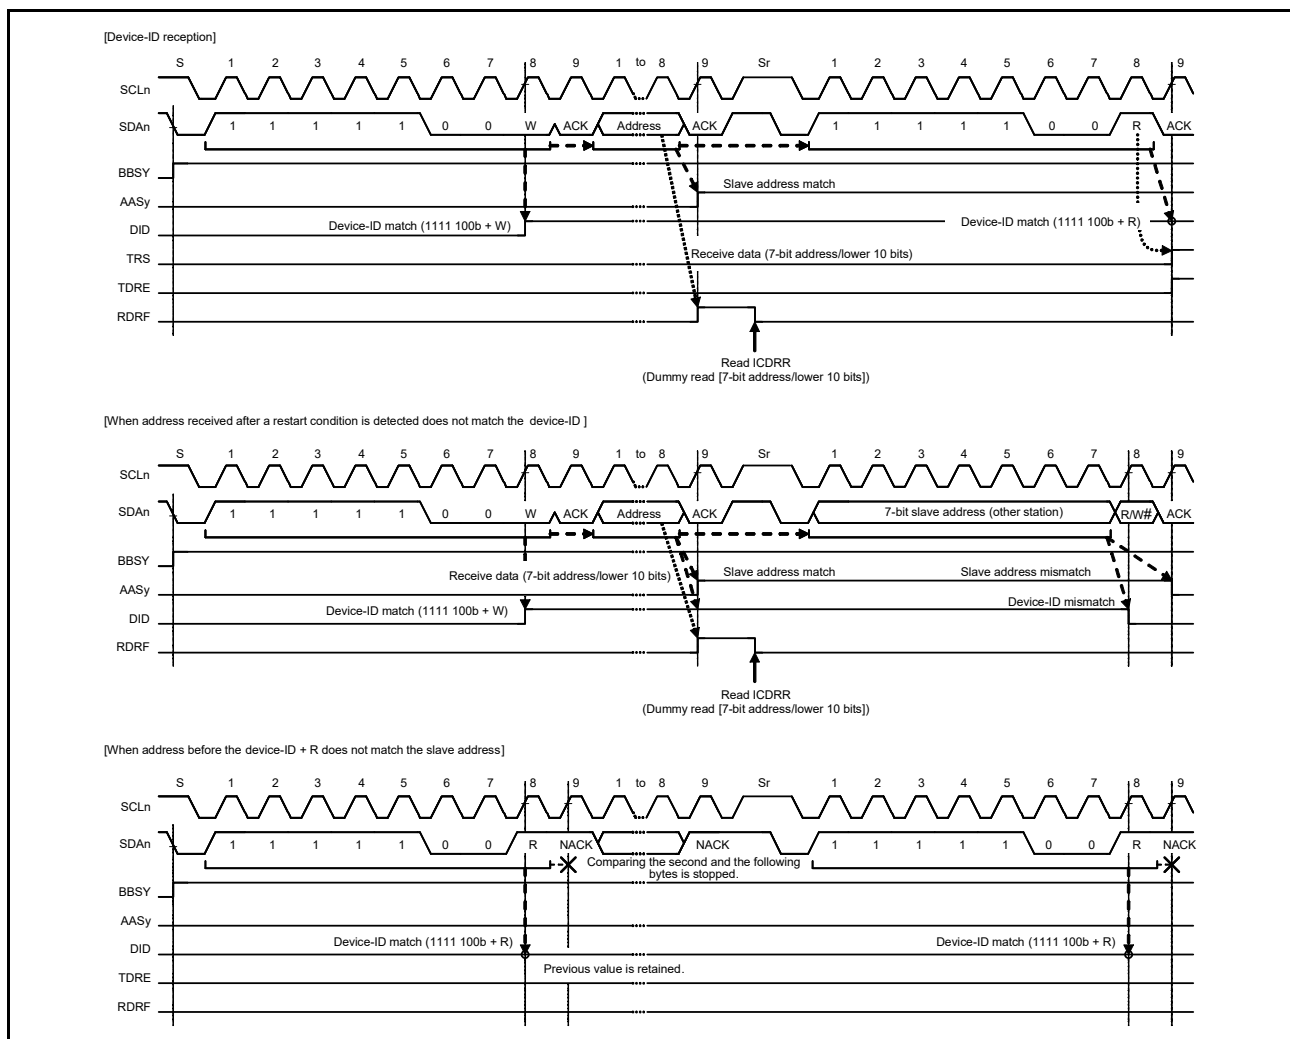 [Device-ID reception]
S 1 2 3 4 5 6 7 8 9 1 to 8 9 Sr 1 2 3 4 5 6 7 8 9
SCLn
SDAn 1 1 1 1 1 0 0 W ACK Address ACK 1 1 1 1 1 0 0 R ACK
BBSY
Slave address match
AASy
Device-ID match (1111 100b + W) Device-ID match (1111 100b + R)
DID
Receive data (7-bit address/lower 10 bits)
TRS
TDRE
RDRF
Read ICDRR
(Dummy read [7-bit address/lower 10 bits])
[When address received after a restart condition is detected does not match the device-ID ]
S 1 2 3 4 5 6 7 8 9 1 to 8 9 Sr 1 2 3 4 5 6 7 8 9
SCLn
SDAn 1 1 1 1 1 0 0 W ACK Address ACK 7-bit slave address (other station) R/W# ACK
BBSY
Receive data (7-bit address/lower 10 bits) Slave address match Slave address mismatch
AASy
Device-ID match (1111 100b + W) Device-ID mismatch
DID
RDRF
Read ICDRR
(Dummy read [7-bit address/lower 10 bits])
[When address before the device-ID + R does not match the slave address]
S 1 2 3 4 5 6 7 8 9 1 to 8 9 Sr 1 2 3 4 5 6 7 8 9
SCLn
SDAn 1 1 1 1 1 0 0 R NACK NACK 1 1 1 1 1 0 0 R NACK
Comparing the second and the following
bytes is stopped.
BBSY
AASy
Device-ID match (1111 100b + R) Device-ID match (1111 100b + R)
DID
Previous value is retained.
TDRE
RDRF